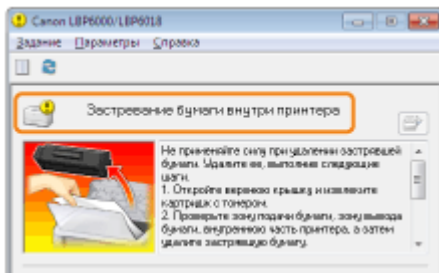 Canon LBP6000/LBP6018
Задание Параметры Справка
Застревание бумаги внутри принтера
Не применяйте силу при удалении застрявшей
бумаги. Удалите ее, выполнив следующие
шаги.
1. Откройте верхнюю крышку и извлеките
картридж с тонером.
2. Проверьте зону подачи бумаги, зону вывода
бумаги, внутреннюю часть принтера, а затем
удалите застрявшую бумагу.